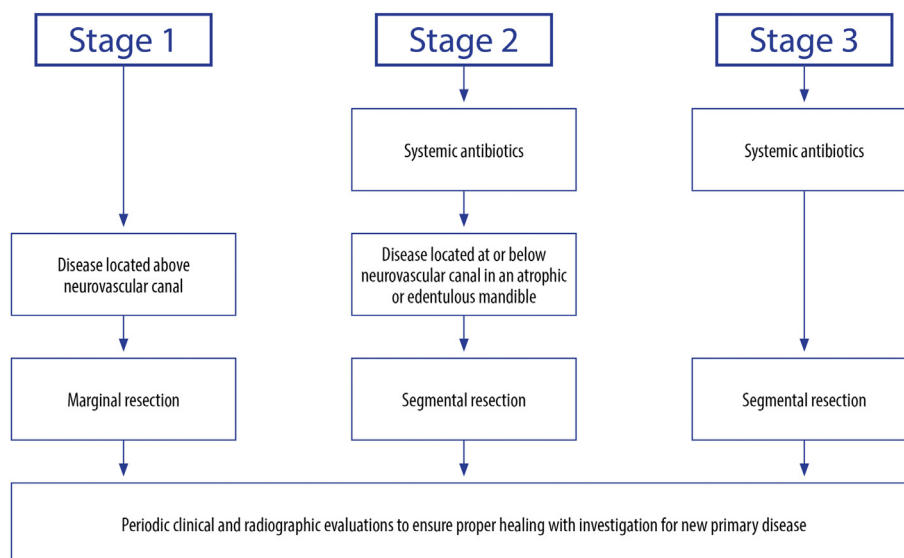 Stage 1
Stage 2
Stage 3
Systemic antibiotics
Systemic antibiotics
Disease located above
neurovascular canal
Disease located at or below
neurovascular canal in an atrophic
or edentulous mandible
Marginal resection
Segmental resection
Segmental resection
Periodic clinical and radiographic evaluations to ensure proper healing with investigation for new primary disease